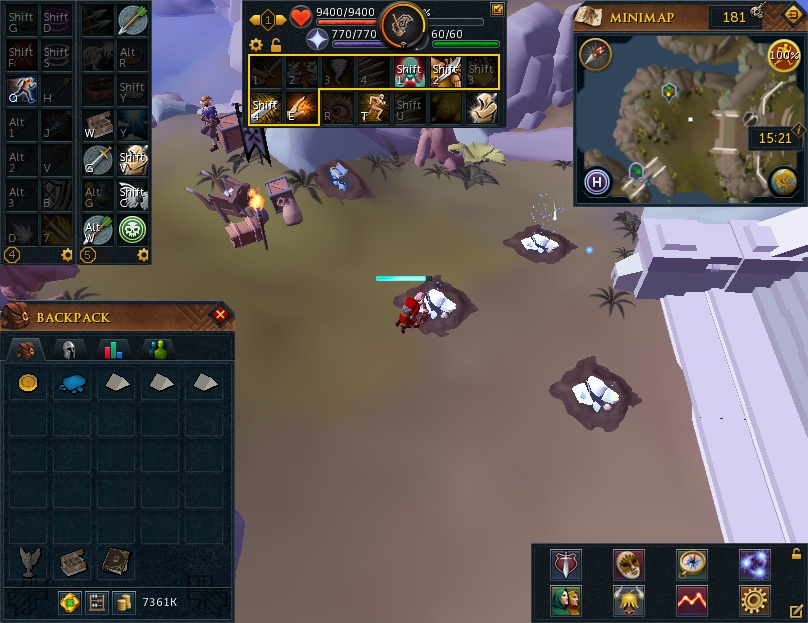 Shift G
Shift D
Shift F
Shift S
Alt R
Q
H
Shift Y
Alt 1
J
W
Y
Alt 2
V
G
Shift V
Alt 3
B
Alt G
Shift
D
7
Alt W
4
5
1
9400/9400
%
770/770
60/60
1
2
3
4
Shift 1
Shift
Shift 3
Shift 4
E
R
T
Shift U
MINIMAP
181
100%
15:21
H
BACKPACK
7361K